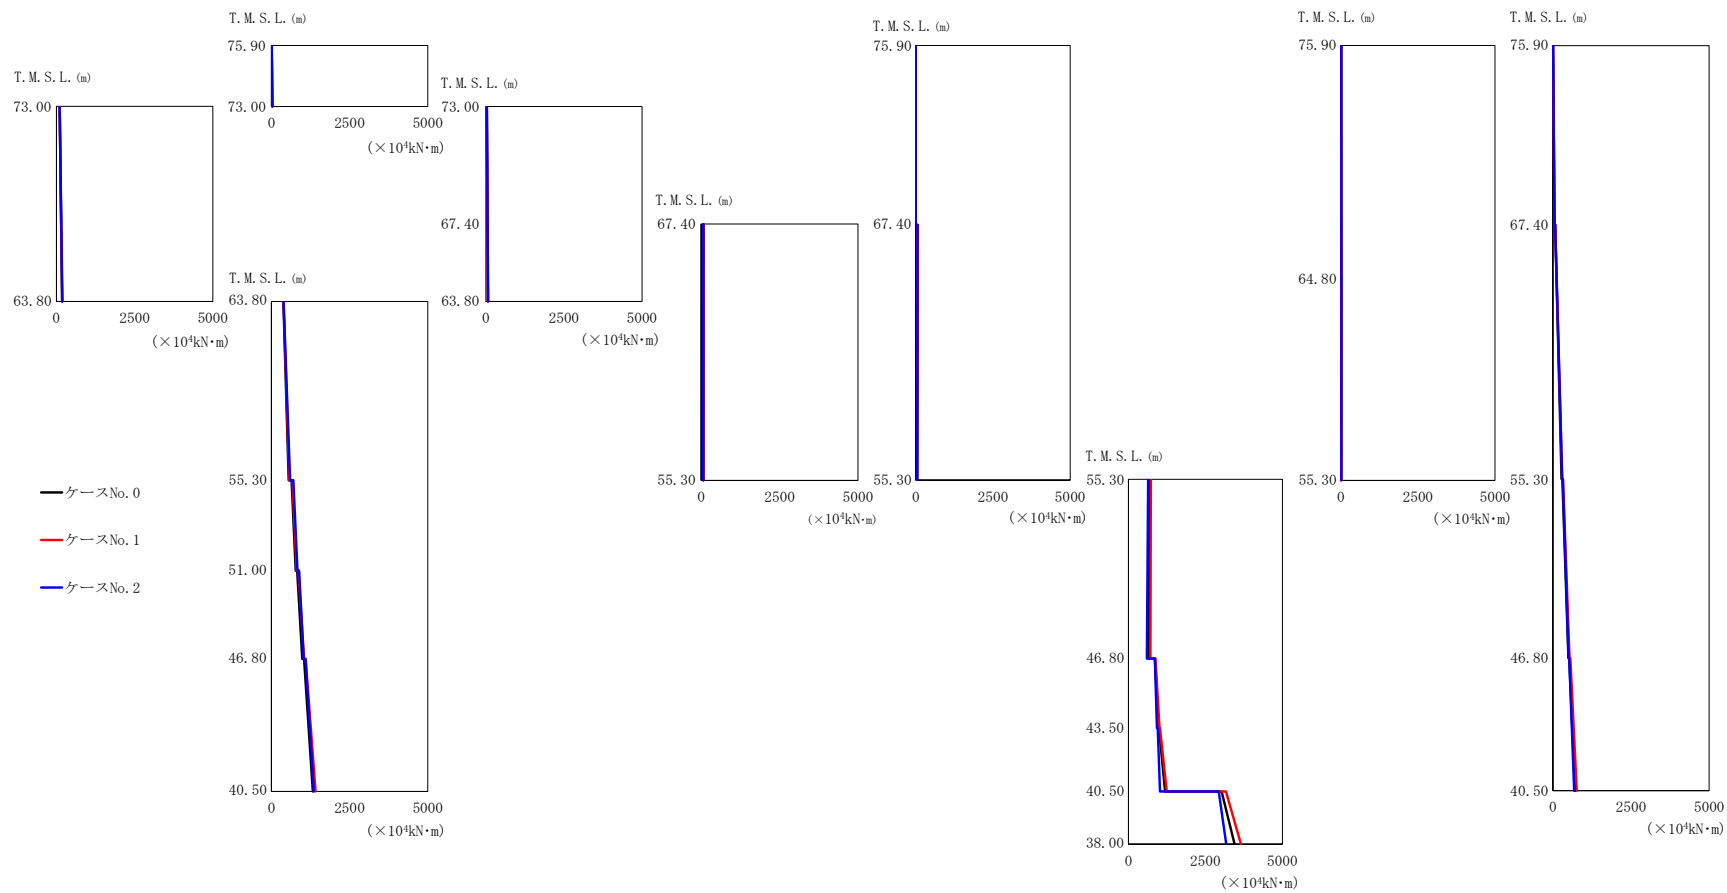 T.M.S.L.(m)
73.00
63.80
0 2500 5000
(×10⁴kN・m)
T.M.S.L.(m)
75.90
73.00
0 2500 5000
(×10⁴kN・m)
T.M.S.L.(m)
63.80
55.30
51.00
46.80
40.50
0 2500 5000
(×10⁴kN・m)
T.M.S.L.(m)
73.00
67.40
63.80
0 2500 5000
(×10⁴kN・m)
T.M.S.L.(m)
67.40
55.30
0 2500 5000
(×10⁴kN・m)
T.M.S.L.(m)
75.90
67.40
55.30
0 2500 5000
(×10⁴kN・m)
T.M.S.L.(m)
55.30
46.80
43.50
40.50
38.00
0 2500 5000
(×10⁴kN・m)
T.M.S.L.(m)
75.90
64.80
55.30
0 2500 5000
(×10⁴kN・m)
T.M.S.L.(m)
75.90
67.40
55.30
46.80
40.50
0 2500 5000
(×10⁴kN・m)
ケースNo.0
ケースNo.1
ケースNo.2